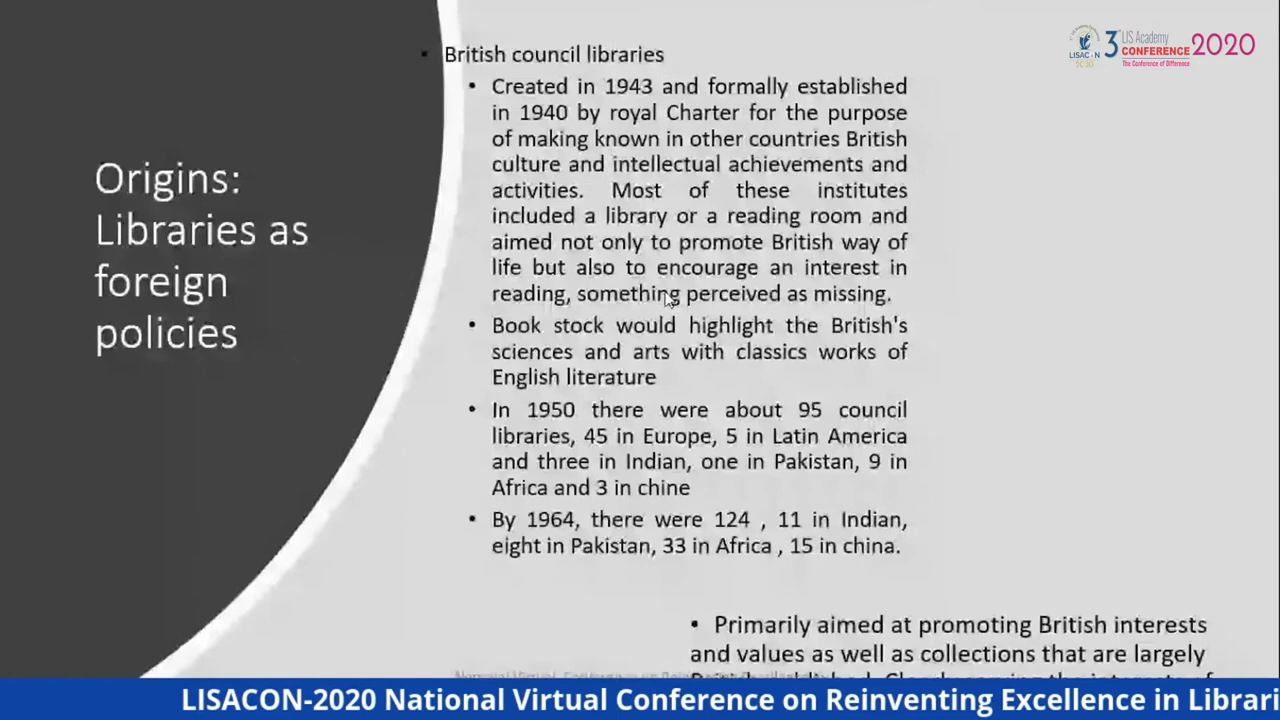 Origins:
Libraries as
foreign
policies
• British council libraries
• Created in 1943 and formally established
in 1940 by royal Charter for the purpose
of making known in other countries British
culture and intellectual achievements and
activities. Most of these institutes
included a library or a reading room and
aimed not only to promote British way of
life but also to encourage an interest in
reading, something perceived as missing.
• Book stock would highlight the British's
sciences and arts with classics works of
English literature
• In 1950 there were about 95 council
libraries, 45 in Europe, 5 in Latin America
and three in Indian, one in Pakistan, 9 in
Africa and 3 in chine
• By 1964, there were 124 , 11 in Indian,
eight in Pakistan, 33 in Africa , 15 in china.
• Primarily aimed at promoting British interests
and values as well as collections that are largely
3 LIS Academy
CONFERENCE 2020
The Conference of Difference
LISACON-2020 National Virtual Conference on Reinventing Excellence in Librari